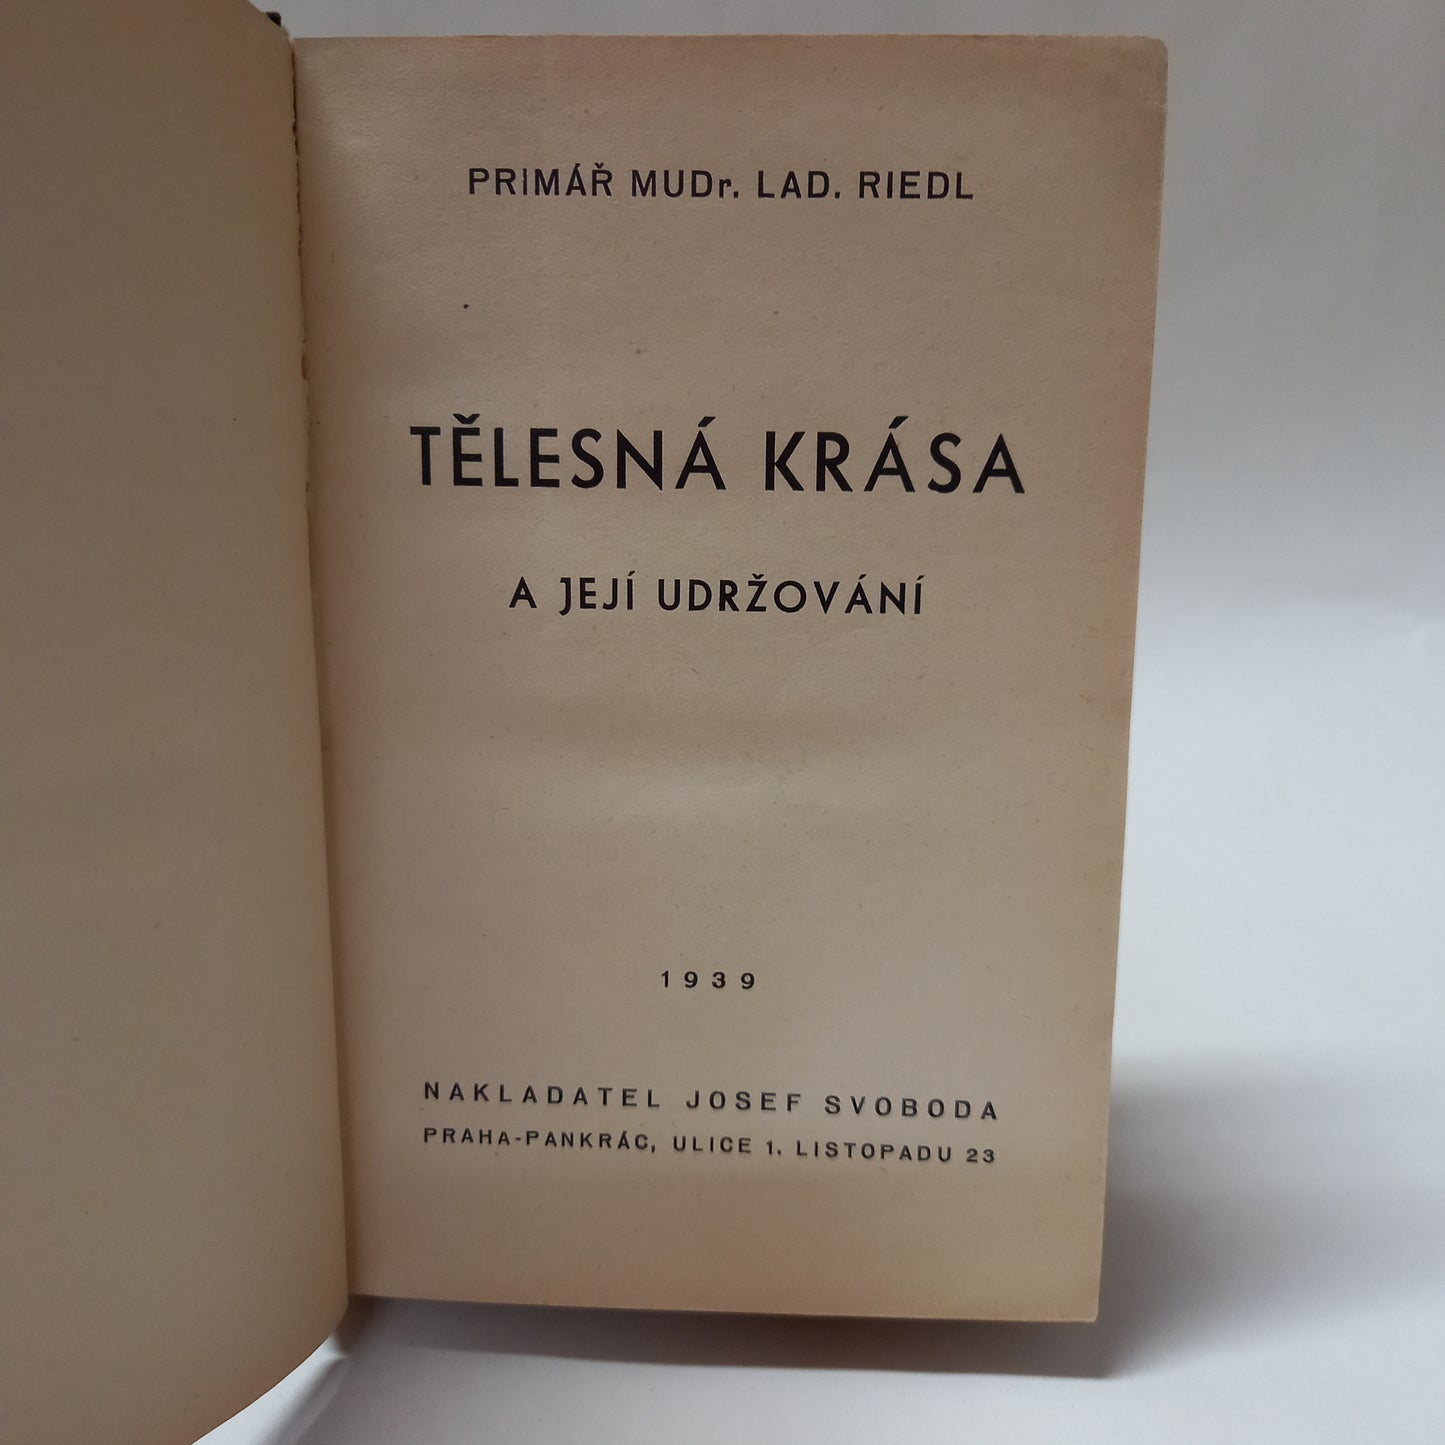 PRIMÁŘ MUDr. LAD. RIEDL
TĚLESNÁ KRÁSA
A JEJÍ UDRŽOVÁNÍ
1939
NAKLADATEL JOSEF SVOBODA
PRAHA-PANKRÁC, ULICE 1. LISTOPADU 23